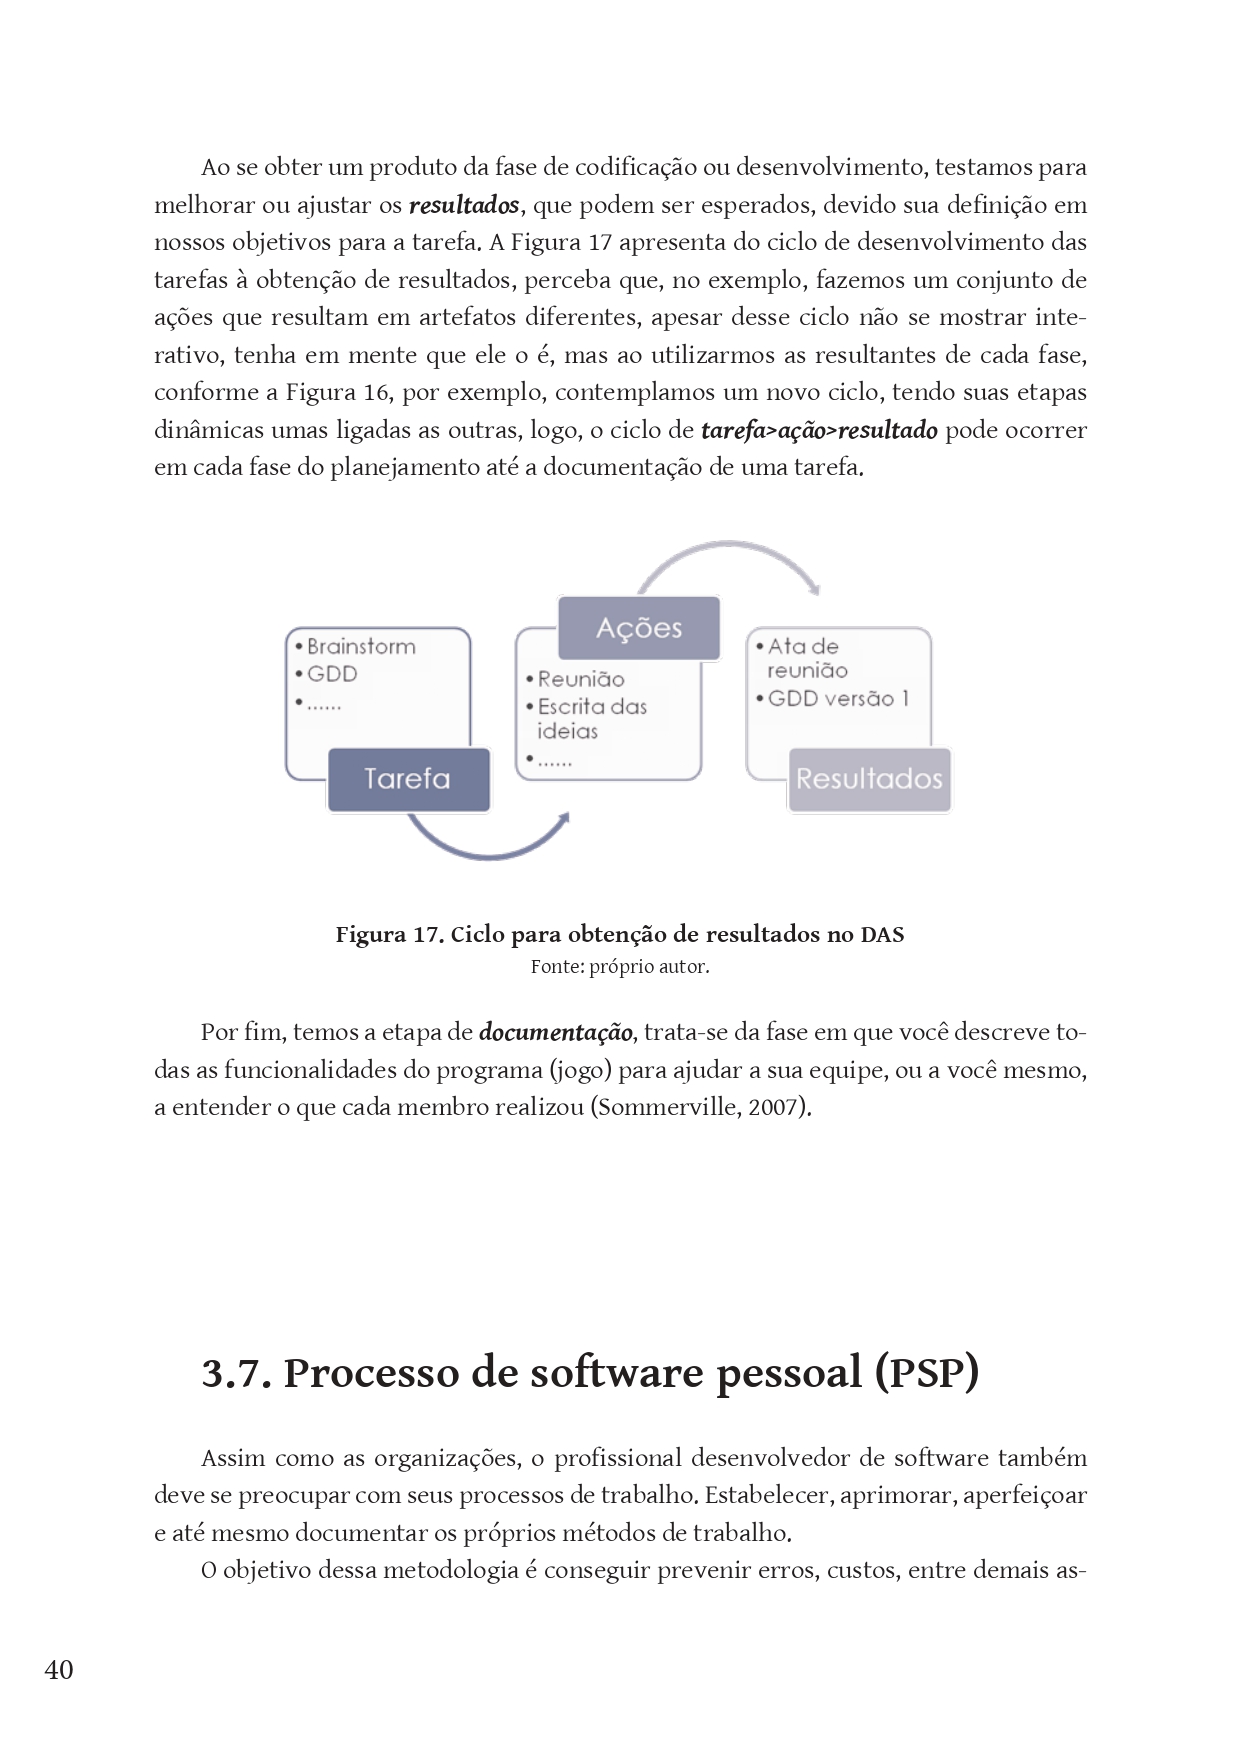 Ao se obter um produto da fase de codificação ou desenvolvimento, testamos para
melhorar ou ajustar os resultados, que podem ser esperados, devido sua definição em
nossos objetivos para a tarefa. A Figura 17 apresenta do ciclo de desenvolvimento das
tarefas à obtenção de resultados, perceba que, no exemplo, fazemos um conjunto de
ações que resultam em artefatos diferentes, apesar desse ciclo não se mostrar inte-
rativo, tenha em mente que ele o é, mas ao utilizarmos as resultantes de cada fase,
conforme a Figura 16, por exemplo, contemplamos um novo ciclo, tendo suas etapas
dinâmicas umas ligadas as outras, logo, o ciclo de tarefa>ação>resultado pode ocorrer
em cada fase do planejamento até a documentação de uma tarefa.
• Brainstorm
• GDD
• ......
Tarefa
Ações
• Reunião
• Escrita das
ideias
• ......
• Ata de
reunião
• GDD versão 1
Resultados
Figura 17. Ciclo para obtenção de resultados no DAS
Fonte: próprio autor.
Por fim, temos a etapa de documentação, trata-se da fase em que você descreve to-
das as funcionalidades do programa (jogo) para ajudar a sua equipe, ou a você mesmo,
a entender o que cada membro realizou (Sommerville, 2007).
3.7. Processo de software pessoal (PSP)
Assim como as organizações, o profissional desenvolvedor de software também
deve se preocupar com seus processos de trabalho. Estabelecer, aprimorar, aperfeiçoar
e até mesmo documentar os próprios métodos de trabalho.
O objetivo dessa metodologia é conseguir prevenir erros, custos, entre demais as-
40